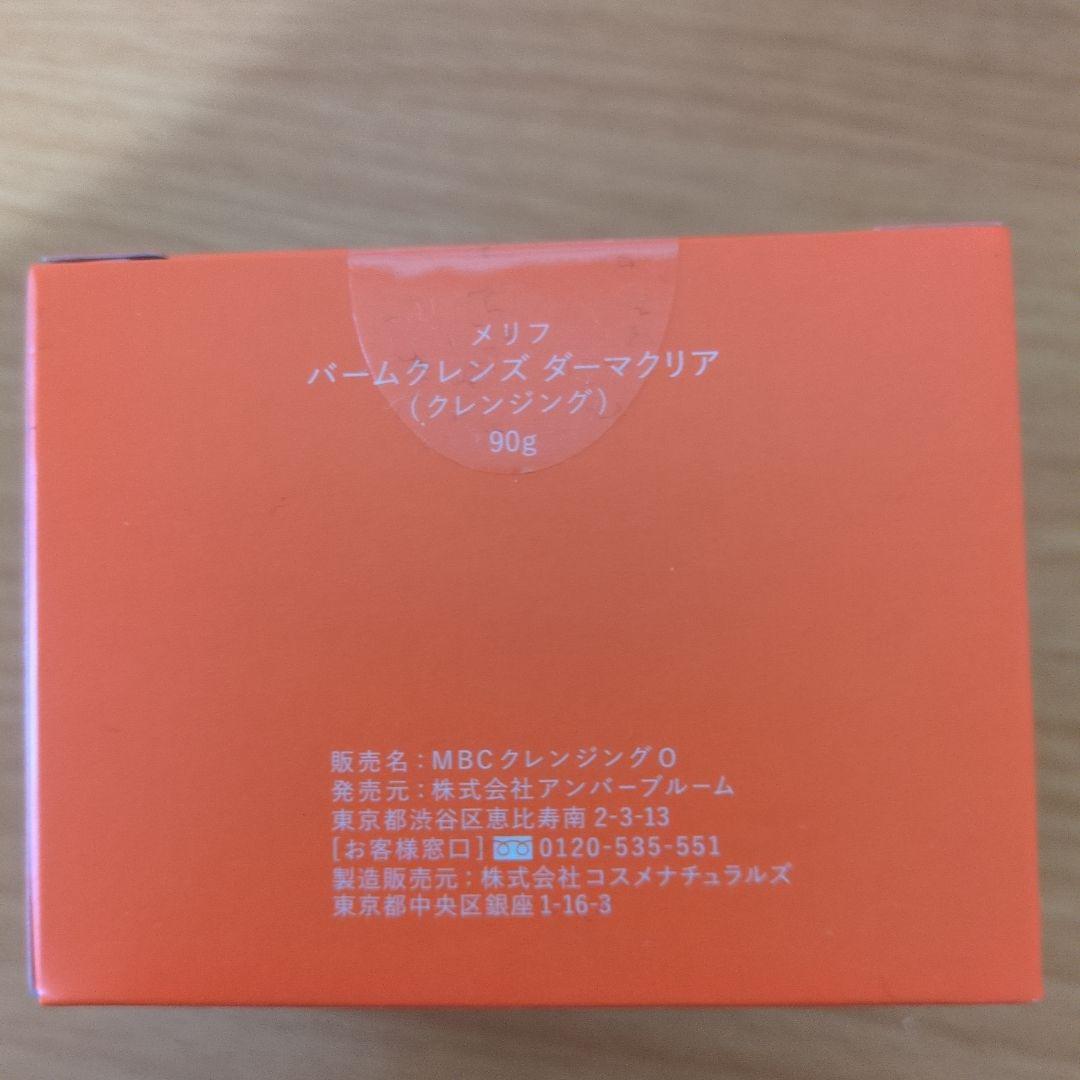 メリフ
バームクレンズ ダーマクリア
(クレンジング)
90g
販売名:MBCクレンジングO
発売元:株式会社アンバーブルーム
東京都渋谷区恵比寿南 2-3-13
[お客様窓口] 0120-535-551
製造販売元:株式会社コスメナチュラルズ
東京都中央区銀座 1-16-3